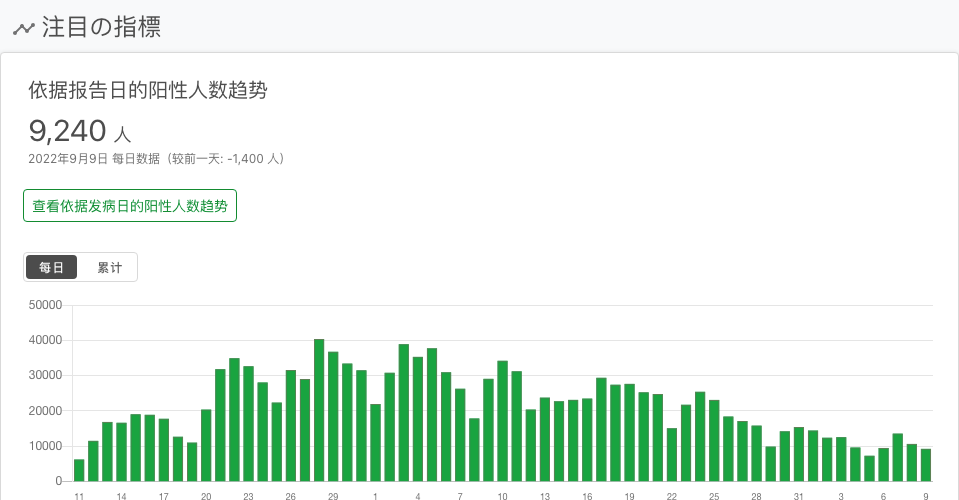 注目の指標
依据报告日的阳性人数趋势
9,240 人
2022年9月9日 每日数据（较前一天: -1,400 人）
查看依据发病日的阳性人数趋势
每日 累计
50000
40000
30000
20000
10000
0
11 14 17 20 23 26 29 1 4 7 10 13 16 19 22 25 28 31 3 6 9